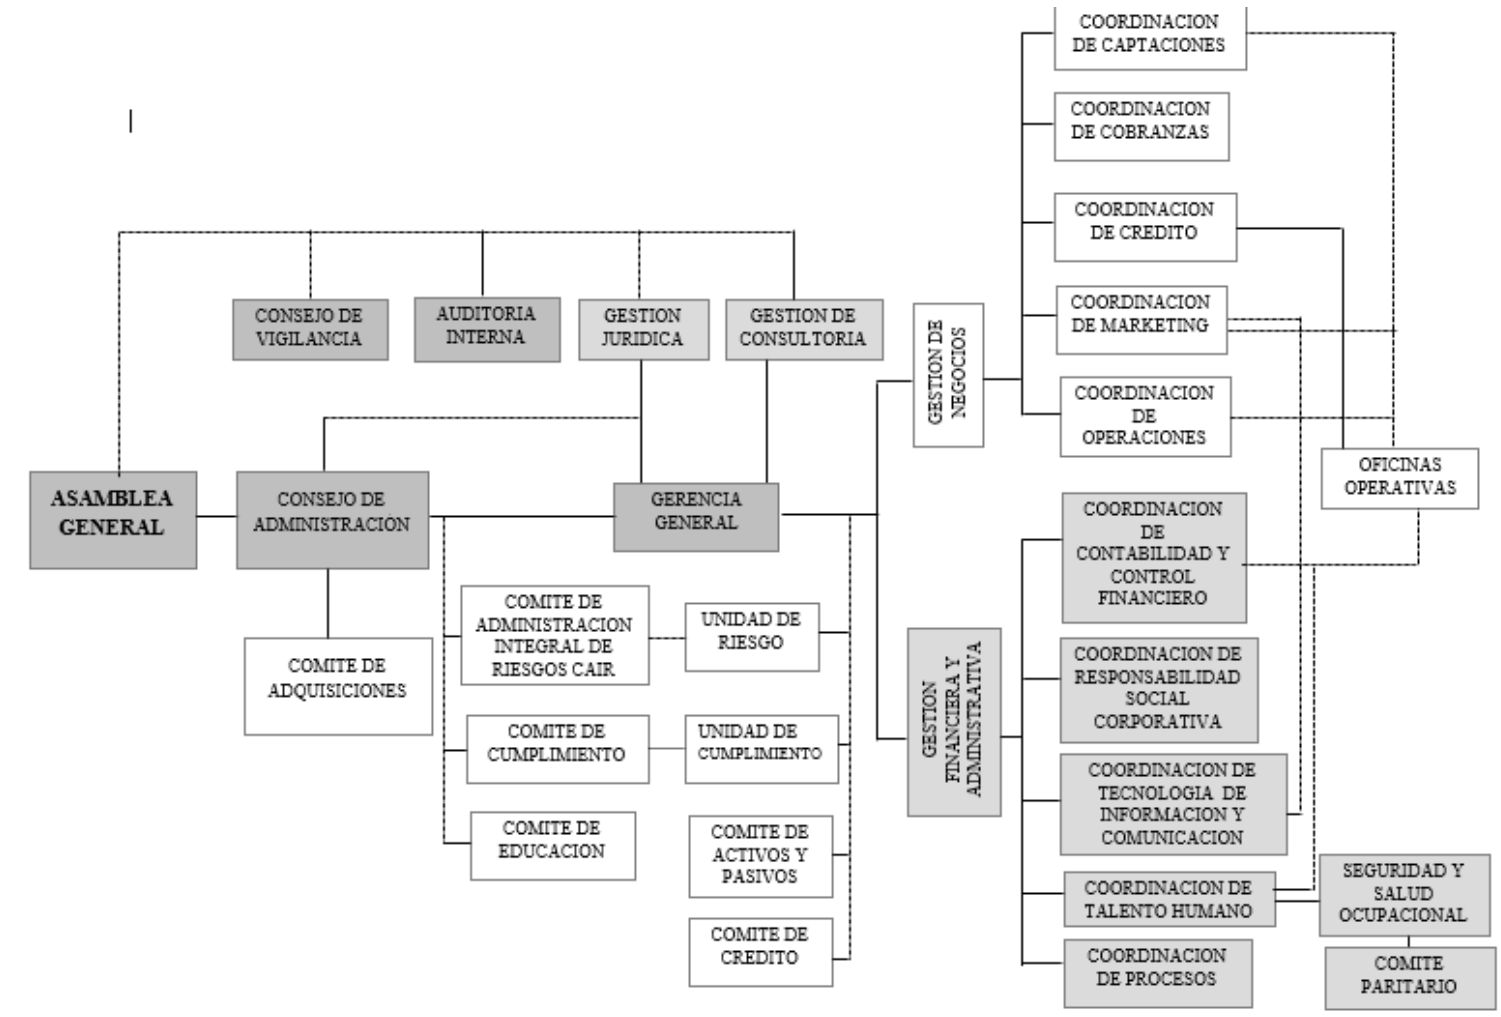 COORDINACION
DE CAPTACIONES
COORDINACION
DE COBRANZAS
COORDINACION
DE CREDITO
COORDINACION
DE MARKETING
COORDINACION
DE
OPERACIONES
GESTION DE
NEGOCIOS
OFICINAS
OPERATIVAS
CONSEJO DE
VIGILANCIA
AUDITORIA
INTERNA
GESTION
JURIDICA
GESTION DE
CONSULTORIA
ASAMBLEA
GENERAL
CONSEJO DE
ADMINISTRACIÓN
GERENCIA
GENERAL
COMITE DE
ADQUISICIONES
COMITE DE
ADMINISTRACION
INTEGRAL DE
RIESGOS CAIR
UNIDAD DE
RIESGO
COMITE DE
CUMPLIMIENTO
UNIDAD DE
CUMPLIMIENTO
COMITE DE
EDUCACION
COMITE DE
ACTIVOS Y
PASIVOS
COMITE DE
CREDITO
GESTION
FINANCIERA Y
ADMINISTRATIVA
COORDINACION
DE
CONTABILIDAD Y
CONTROL
FINANCIERO
COORDINACION DE
RESPONSABILIDAD
SOCIAL
CORPORATIVA
COORDINACION DE
TECNOLOGIA DE
INFORMACION Y
COMUNICACION
COORDINACION DE
TALENTO HUMANO
COORDINACION
DE PROCESOS
SEGURIDAD Y
SALUD
OCUPACIONAL
COMITE
PARITARIO